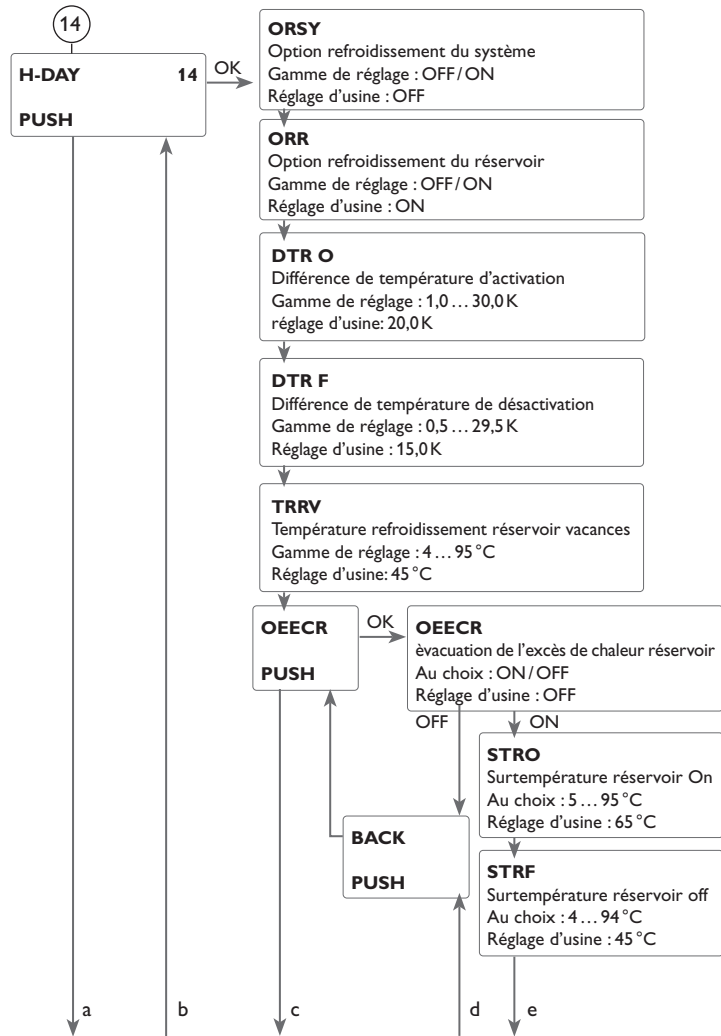 14
H-DAY 14
PUSH
OK
ORSY
Option refroidissement du système
Gamme de réglage : OFF/ON
Réglage d'usine : OFF
ORR
Option refroidissement du réservoir
Gamme de réglage : OFF/ON
Réglage d'usine : ON
DTR O
Différence de température d'activation
Gamme de réglage : 1,0 … 30,0 K
réglage d'usine: 20,0 K
DTR F
Différence de température de désactivation
Gamme de réglage : 0,5 … 29,5 K
Réglage d'usine : 15,0 K
TRRV
Température refroidissement réservoir vacances
Gamme de réglage : 4 … 95 °C
Réglage d'usine: 45 °C
OEECR
PUSH
OK
OEECR
èvacuation de l'excès de chaleur réservoir
Au choix : ON/OFF
Réglage d'usine : OFF
OFF
ON
STRO
Surtempérature réservoir On
Au choix : 5 … 95 °C
Réglage d'usine : 65 °C
BACK
PUSH
STRF
Surtempérature réservoir off
Au choix : 4 … 94 °C
Réglage d'usine : 45 °C
a
b
c
d
e